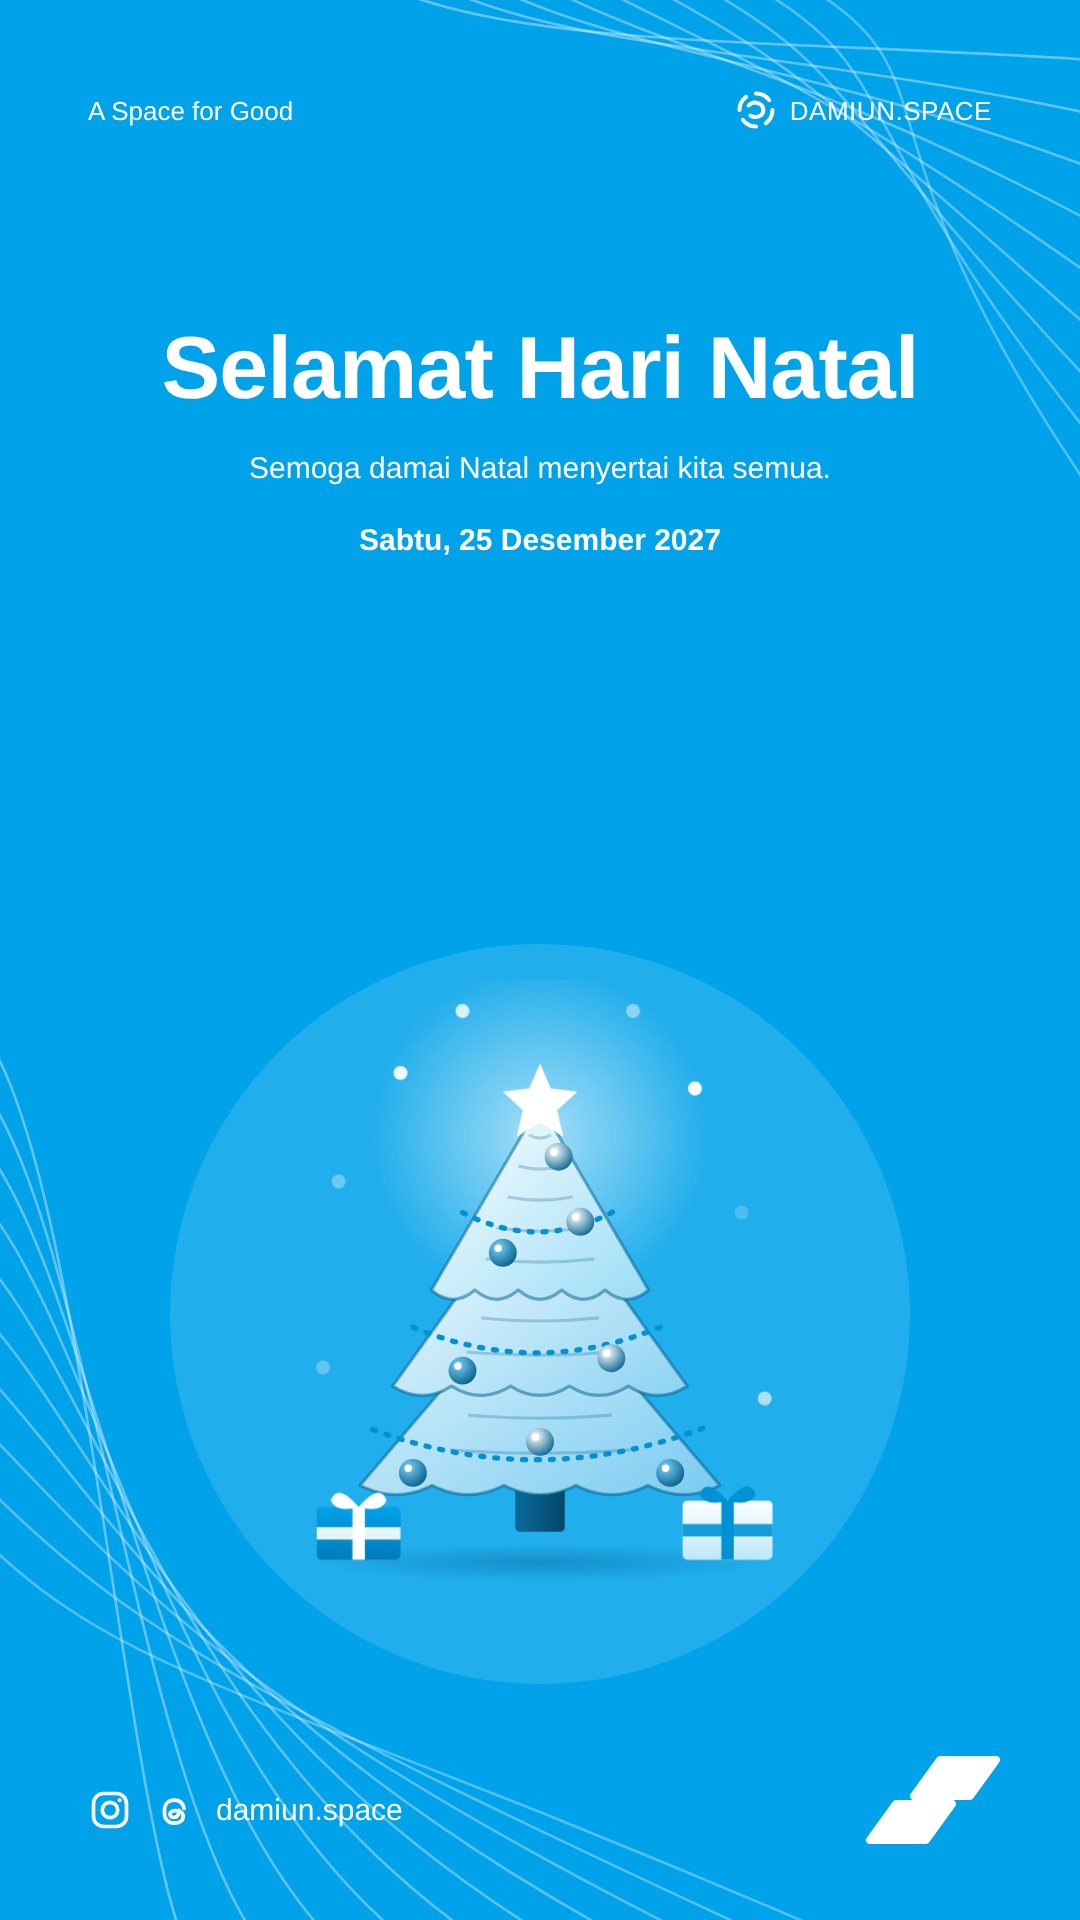 A Space for Good
DAMIUN.SPACE
Selamat Hari Natal
Semoga damai Natal menyertai kita semua.
Sabtu, 25 Desember 2027
damiun.space